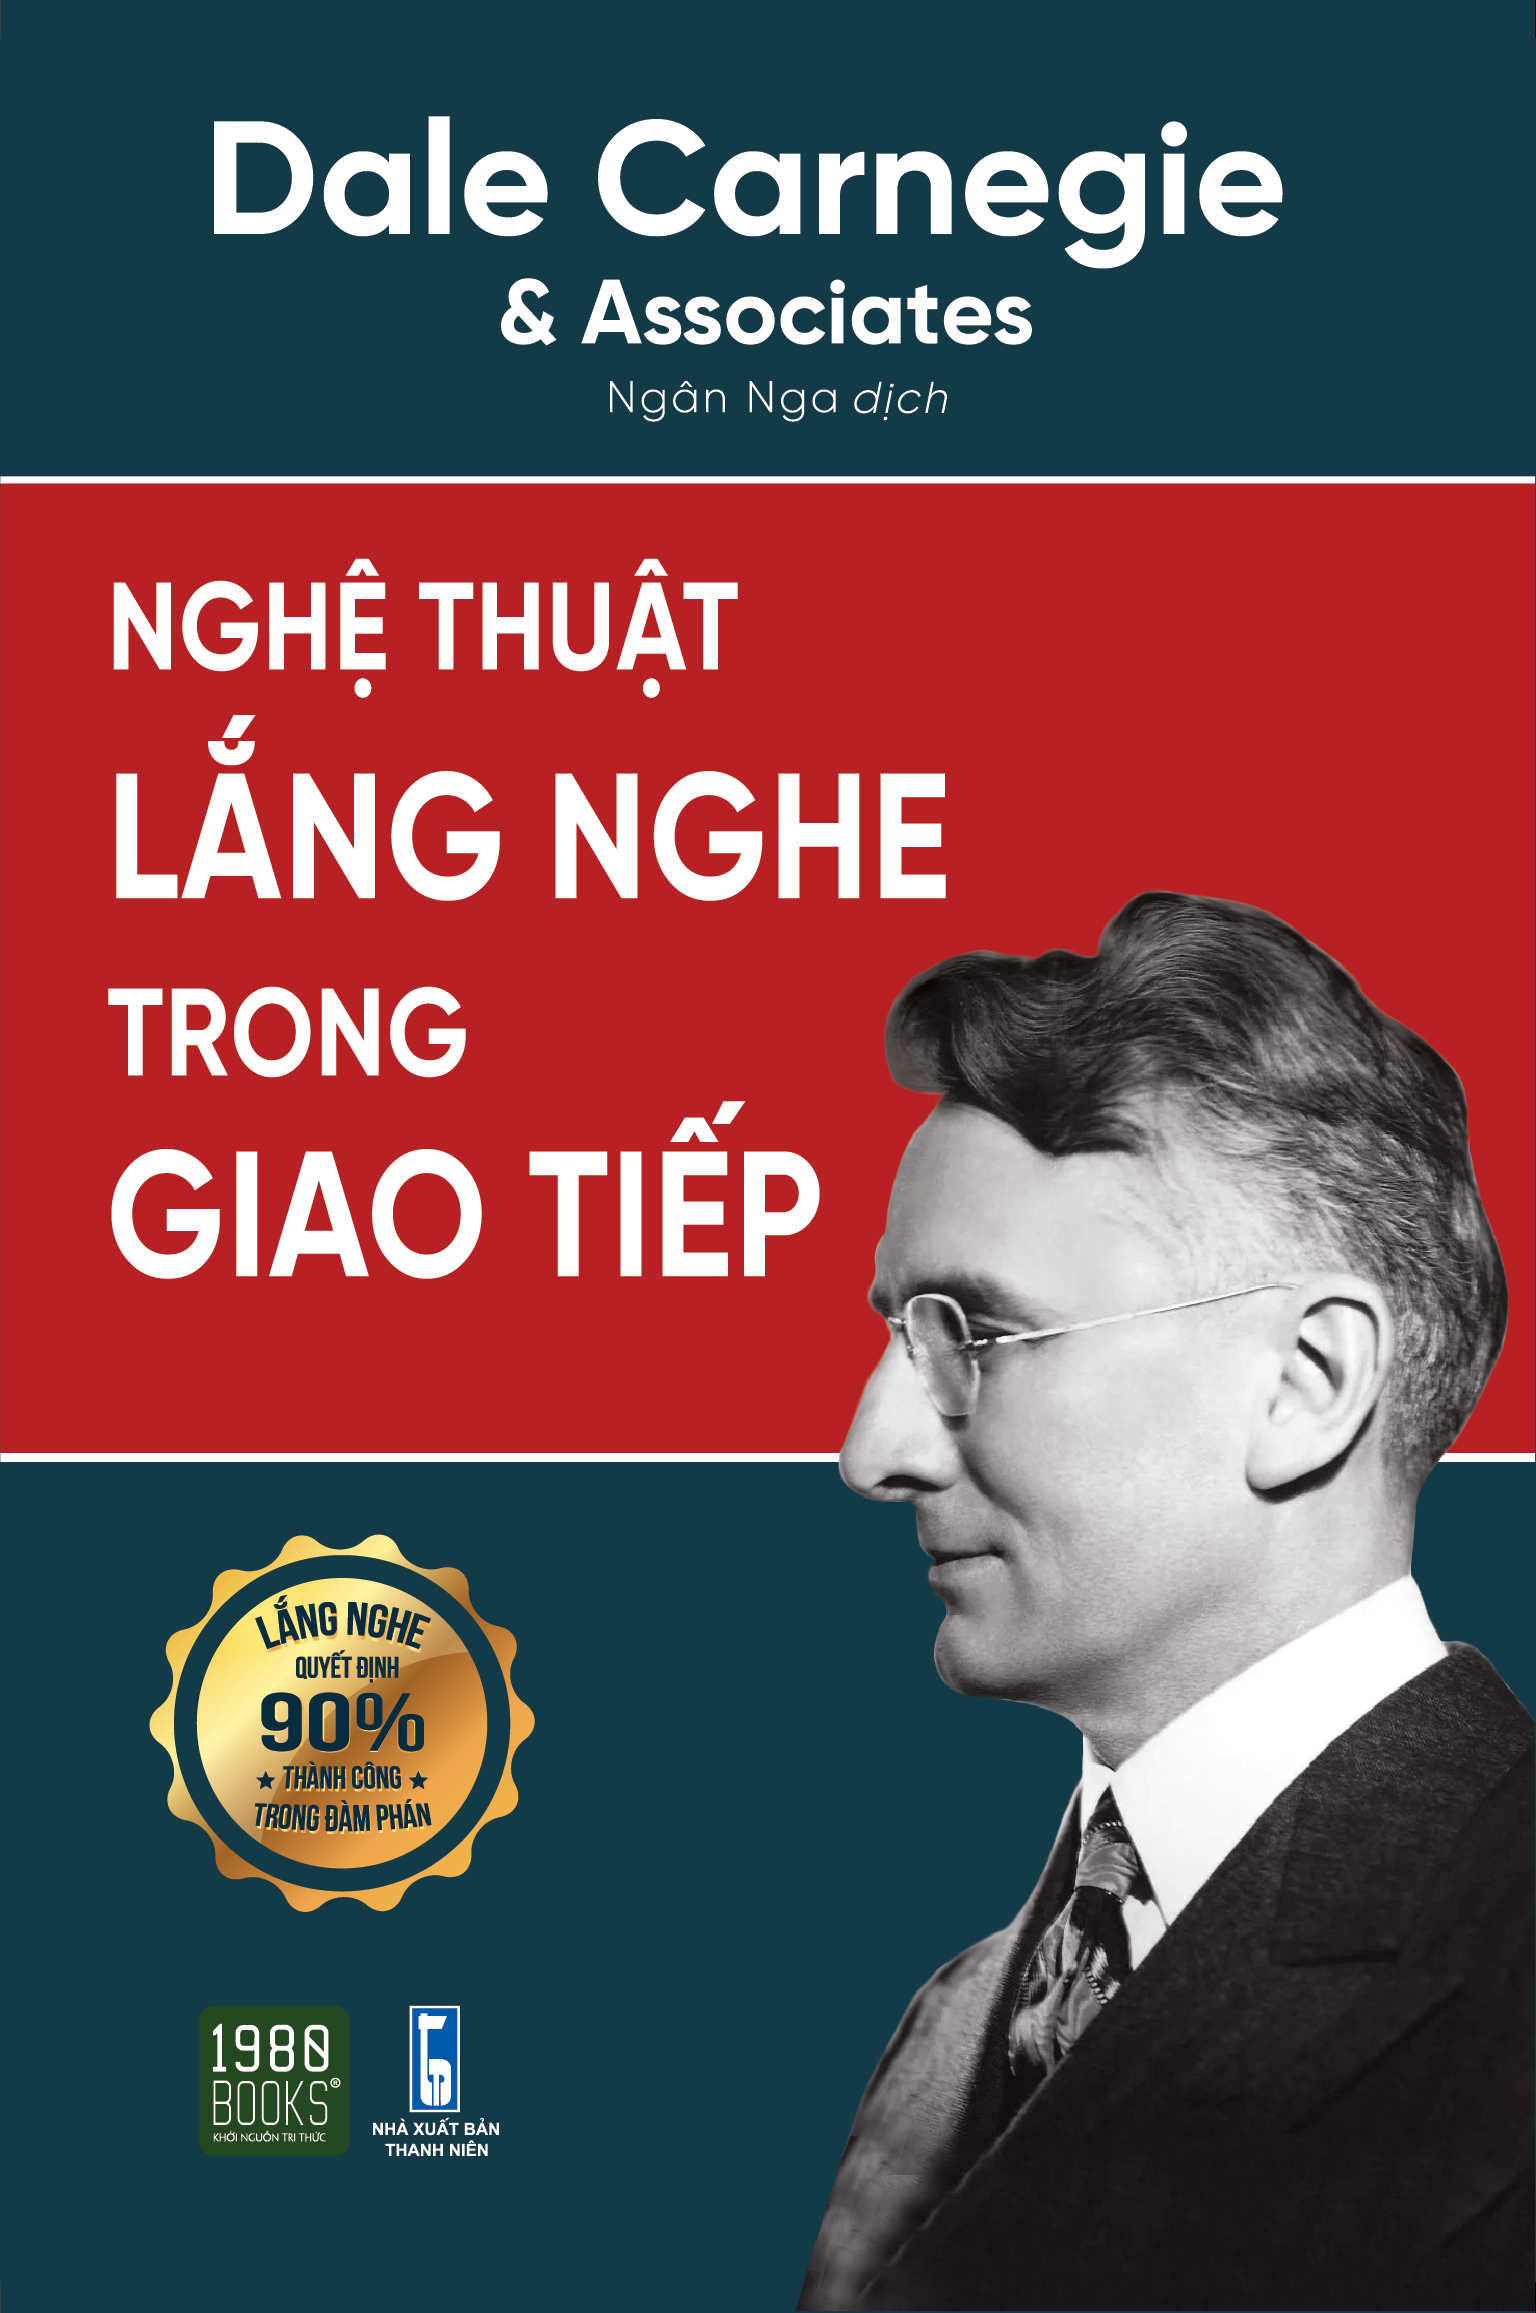 Dale Carnegie
& Associates
Ngân Nga dịch
NGHỆ THUẬT
LẮNG NGHE
TRONG
GIAO TIẾP
LẮNG NGHE
QUYẾT ĐỊNH
90%
★ THÀNH CÔNG ★
TRONG ĐÀM PHÁN
1980
BOOKS®
KHỞI NGUỒN TRI THỨC
NHÀ XUẤT BẢN
THANH NIÊN